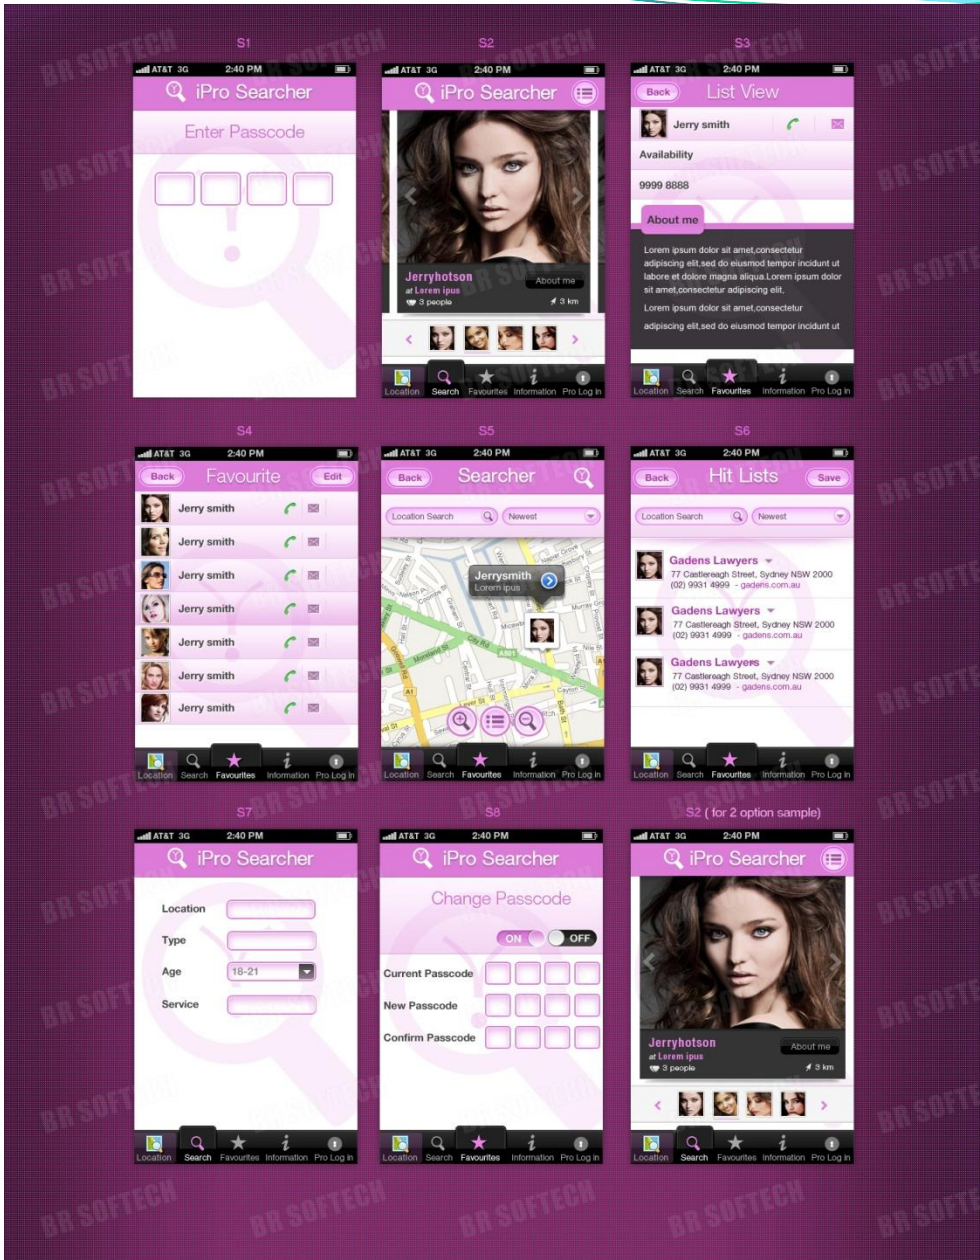 S1
AT&T 3G 2:40 PM
iPro Searcher
Enter Passcode
S2
AT&T 3G 2:40 PM
iPro Searcher
Jerryhotson
at Lorem ipus
3 people
About me
3 km
Location Search Favourites Information Pro Log in
S3
AT&T 3G 2:40 PM
Back List View
Jerry smith
Availability
9999 8888
About me
Lorem ipsum dolor sit amet,consectetur
adipiscing elit,sed do eiusmod tempor incidunt ut
labore et dolore magna aliqua.Lorem ipsum dolor
sit amet,consectetur adipiscing elit,
Lorem ipsum dolor sit amet,consectetur
adipiscing elit,sed do eiusmod tempor incidunt ut
Location Search Favourites Information Pro Log in
S4
AT&T 3G 2:40 PM
Back Favourite Edit
Jerry smith
Jerry smith
Jerry smith
Jerry smith
Jerry smith
Jerry smith
Jerry smith
Location Search Favourites Information Pro Log in
S5
AT&T 3G 2:40 PM
Back Searcher
Location Search Newest
Jerrysmith
Lorem ipus
City Rd
Moreland St
A501
A1
Lever St
Location Search Favourites Information Pro Log in
S6
AT&T 3G 2:40 PM
Back Hit Lists Save
Location Search Newest
Gadens Lawyers
77 Castlereagh Street, Sydney NSW 2000
(02) 9931 4999 - gadens.com.au
Gadens Lawyers
77 Castlereagh Street, Sydney NSW 2000
(02) 9931 4999 - gadens.com.au
Gadens Lawyers
77 Castlereagh Street, Sydney NSW 2000
(02) 9931 4999 - gadens.com.au
Location Search Favourites Information Pro Log in
S7
AT&T 3G 2:40 PM
iPro Searcher
Location
Type
Age 18-21
Service
Location Search Favourites Information Pro Log in
S8
AT&T 3G 2:40 PM
iPro Searcher
Change Passcode
ON OFF
Current Passcode
New Passcode
Confirm Passcode
Location Search Favourites Information Pro Log in
S2 ( for 2 option sample)
AT&T 3G 2:40 PM
iPro Searcher
Jerryhotson
at Lorem ipus
3 people
About me
3 km
Location Search Favourites Information Pro Log in
BR SOFTECH